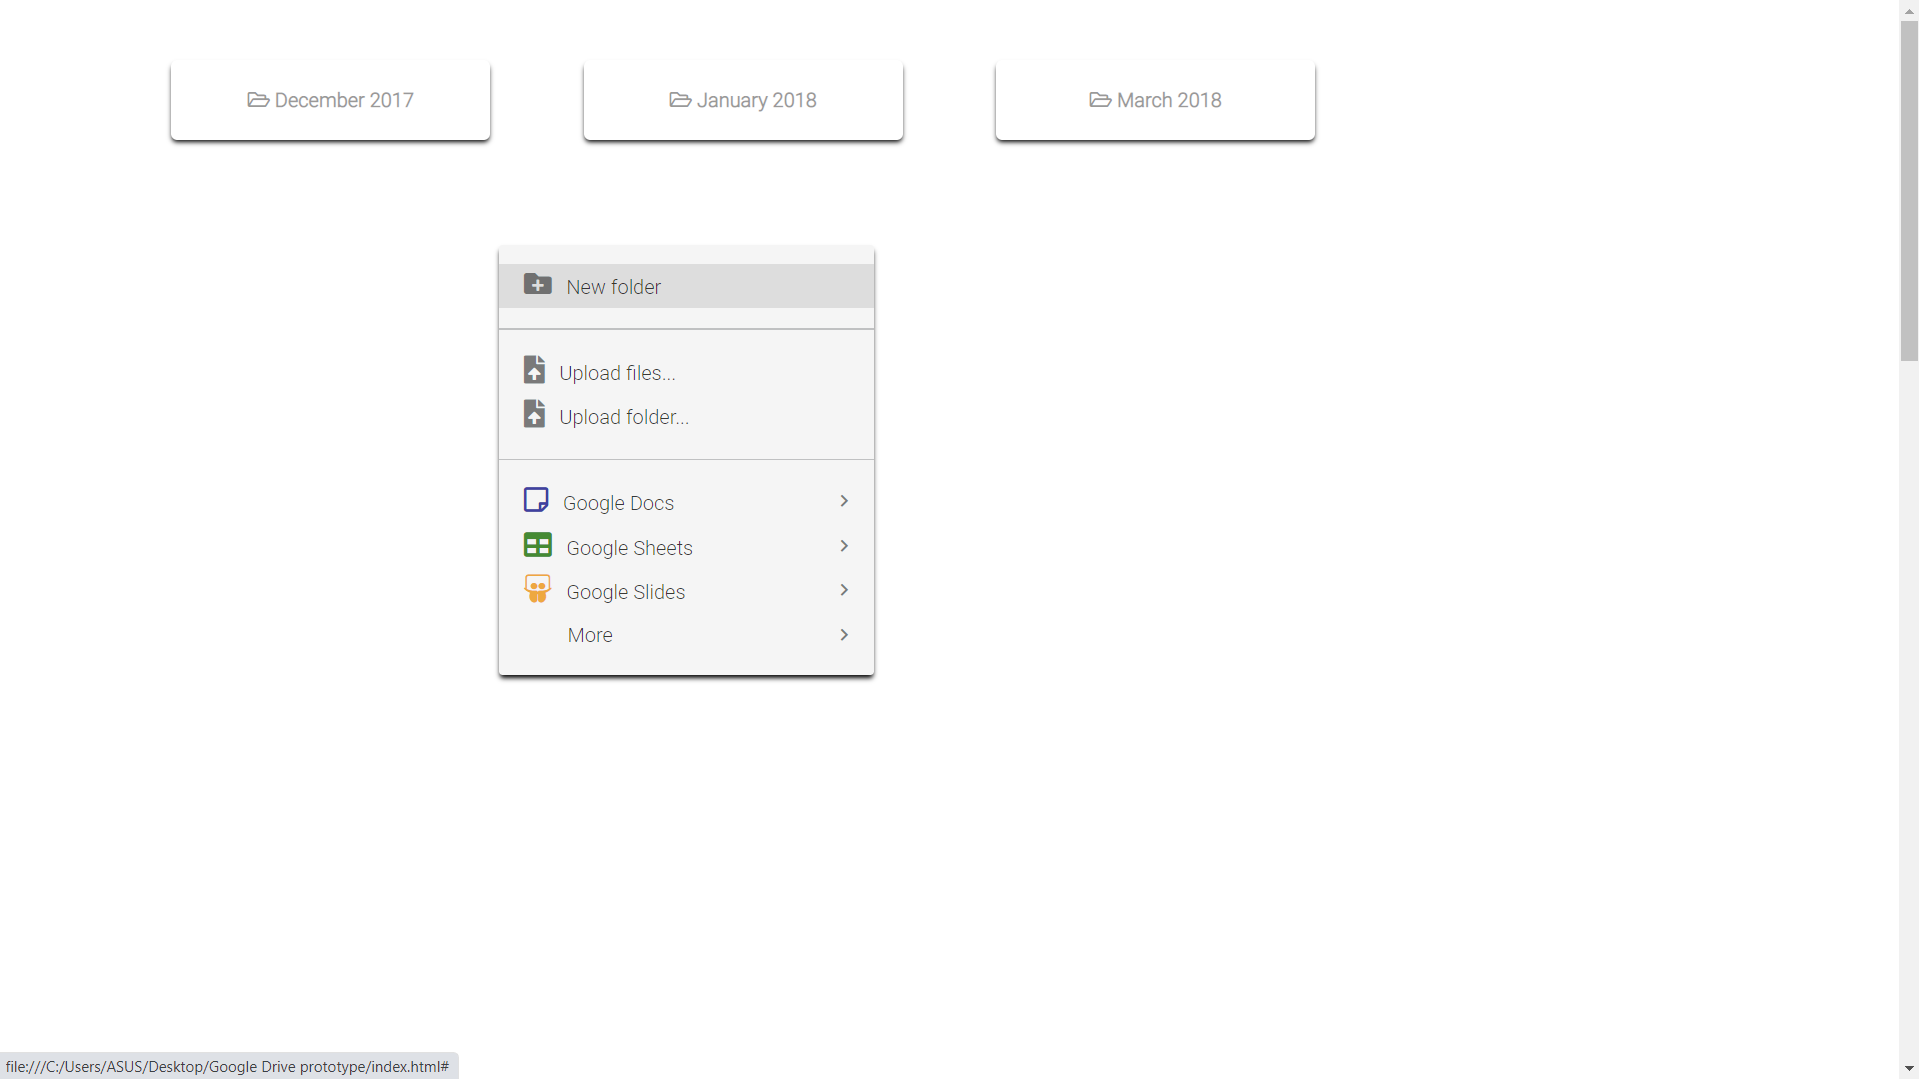 December 2017
January 2018
March 2018
New folder
Upload files...
Upload folder...
Google Docs
Google Sheets
Google Slides
More
file:///C:/Users/ASUS/Desktop/Google Drive prototype/index.html#